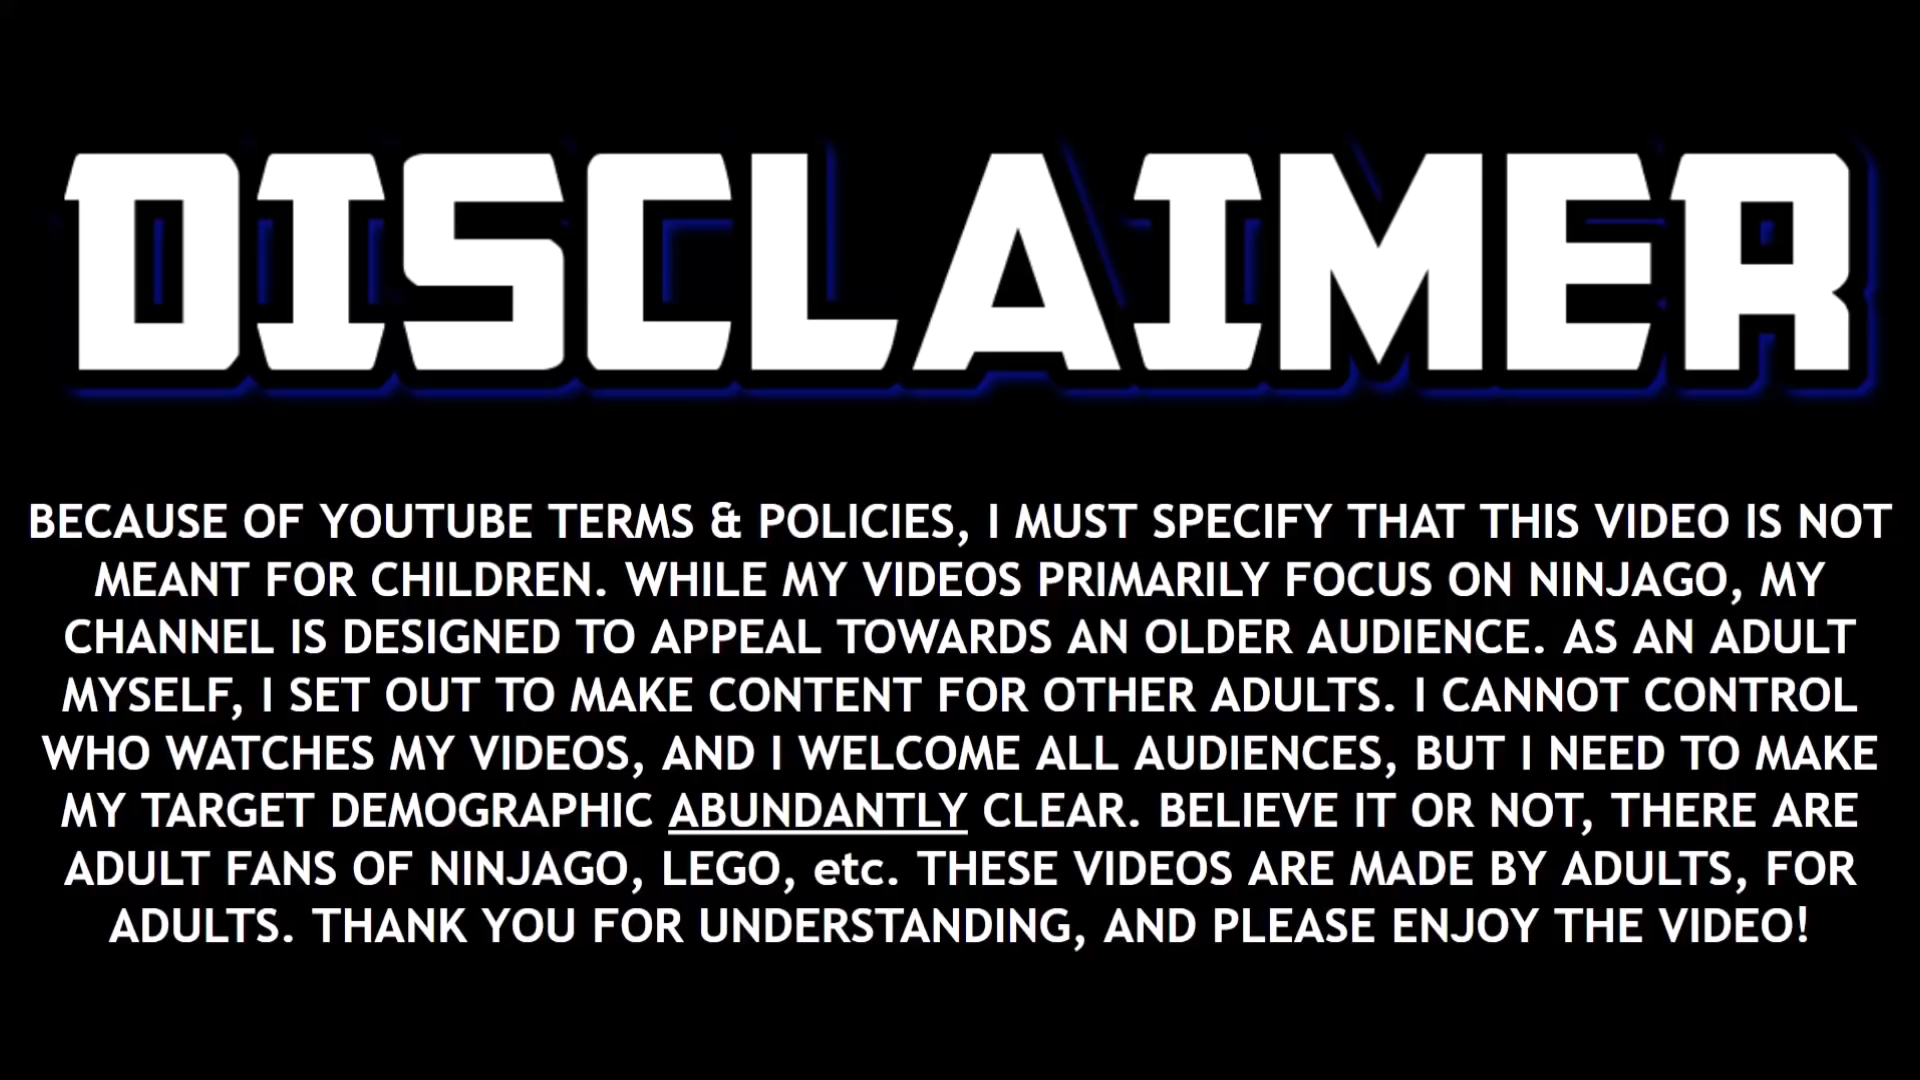 DISCLAIMER
BECAUSE OF YOUTUBE TERMS & POLICIES, I MUST SPECIFY THAT THIS VIDEO IS NOT
MEANT FOR CHILDREN. WHILE MY VIDEOS PRIMARILY FOCUS ON NINJAGO, MY
CHANNEL IS DESIGNED TO APPEAL TOWARDS AN OLDER AUDIENCE. AS AN ADULT
MYSELF, I SET OUT TO MAKE CONTENT FOR OTHER ADULTS. I CANNOT CONTROL
WHO WATCHES MY VIDEOS, AND I WELCOME ALL AUDIENCES, BUT I NEED TO MAKE
MY TARGET DEMOGRAPHIC ABUNDANTLY CLEAR. BELIEVE IT OR NOT, THERE ARE
ADULT FANS OF NINJAGO, LEGO, etc. THESE VIDEOS ARE MADE BY ADULTS, FOR
ADULTS. THANK YOU FOR UNDERSTANDING, AND PLEASE ENJOY THE VIDEO!